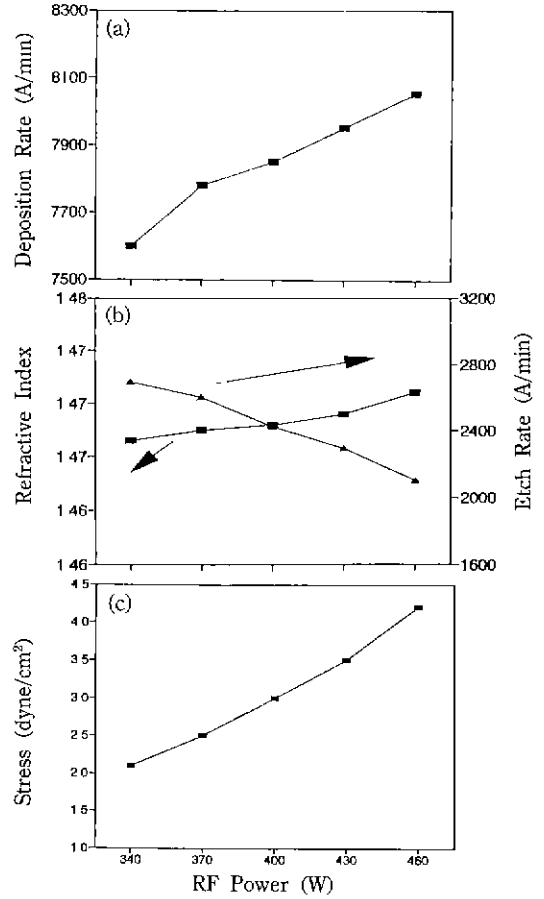 8300
(a)
8100
7900
7700
7500
Deposition Rate (A/min)
1.48
(b)
1.47
1.47
1.47
1.46
1.46
Refractive Index
3200
2800
2400
2000
1600
Etch Rate (A/min)
4.5
(c)
4.0
3.5
3.0
2.5
2.0
1.5
1.0
Stress (dyne/cm²)
340 370 400 430 460
RF Power (W)